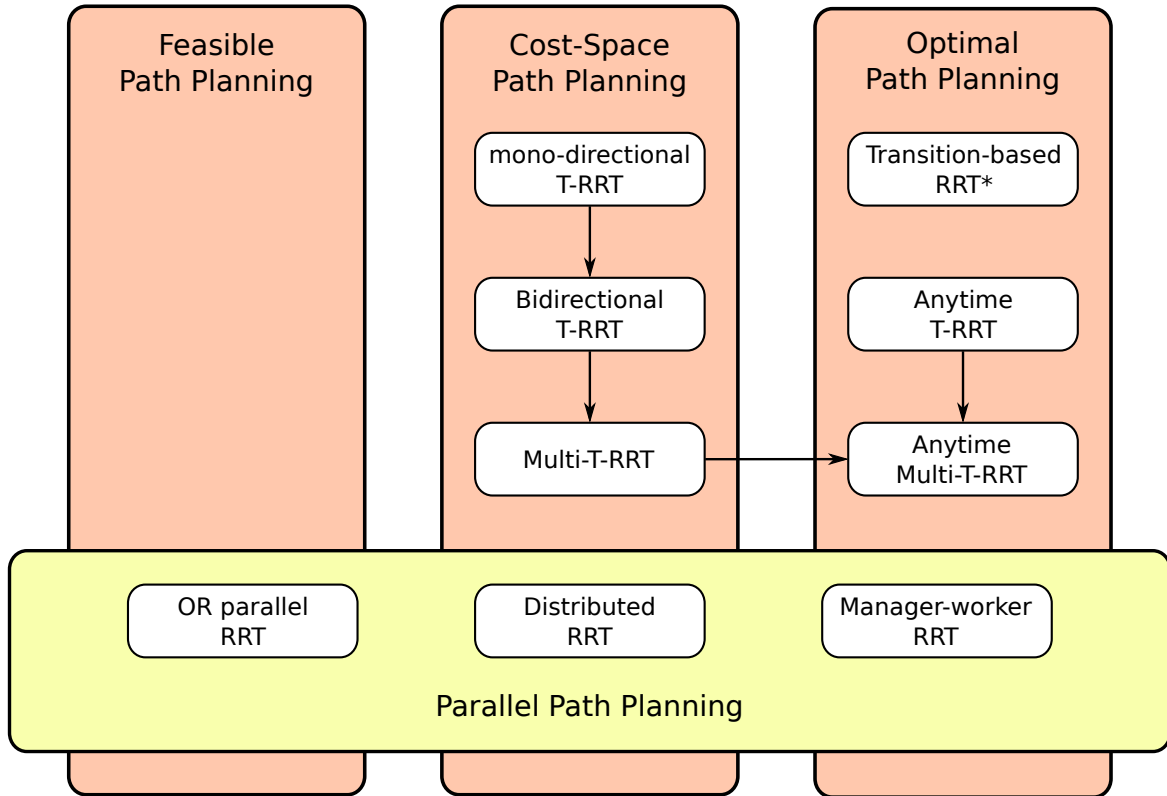 Feasible
Path Planning
Cost-Space
Path Planning
Optimal
Path Planning
mono-directional
T-RRT
Transition-based
RRT*
Bidirectional
T-RRT
Anytime
T-RRT
Multi-T-RRT
Anytime
Multi-T-RRT
OR parallel
RRT
Distributed
RRT
Manager-worker
RRT
Parallel Path Planning